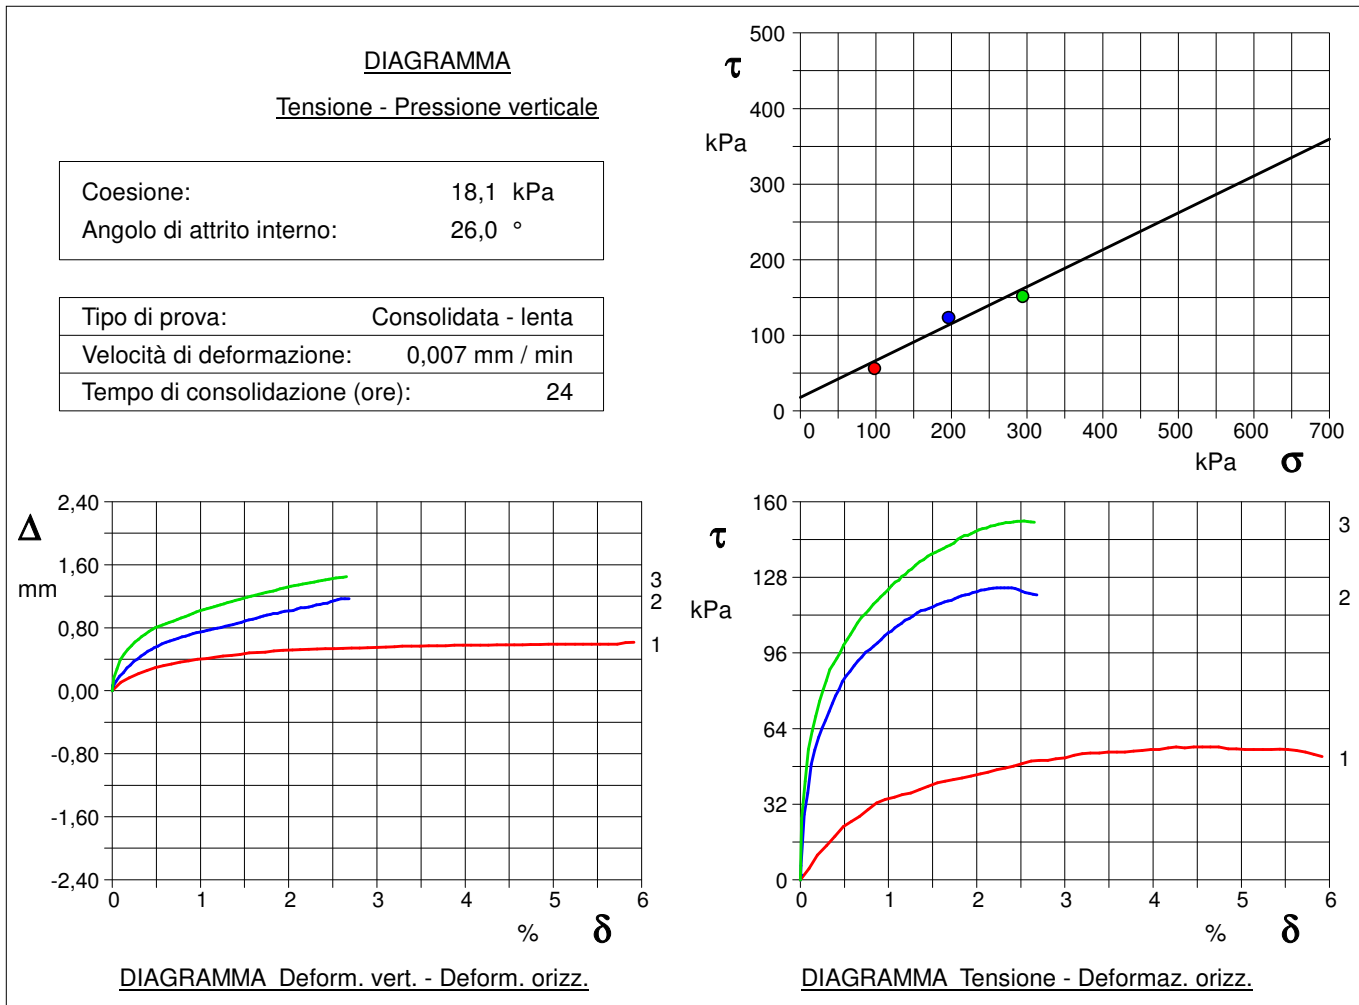 DIAGRAMMA
Tensione - Pressione verticale
Coesione: 18,1 kPa
Angolo di attrito interno: 26,0 °
Tipo di prova: Consolidata - lenta
Velocità di deformazione: 0,007 mm / min
Tempo di consolidazione (ore): 24
500
τ
400
kPa
300
200
100
0
0 100 200 300 400 500 600 700
kPa σ
2,40
Δ
1,60
mm
0,80
0,00
-0,80
-1,60
-2,40
3
2
1
0 1 2 3 4 5 6
% δ
DIAGRAMMA Deform. vert. - Deform. orizz.
160
τ
128
kPa
96
64
32
0
3
2
1
0 1 2 3 4 5 6
% δ
DIAGRAMMA Tensione - Deformaz. orizz.